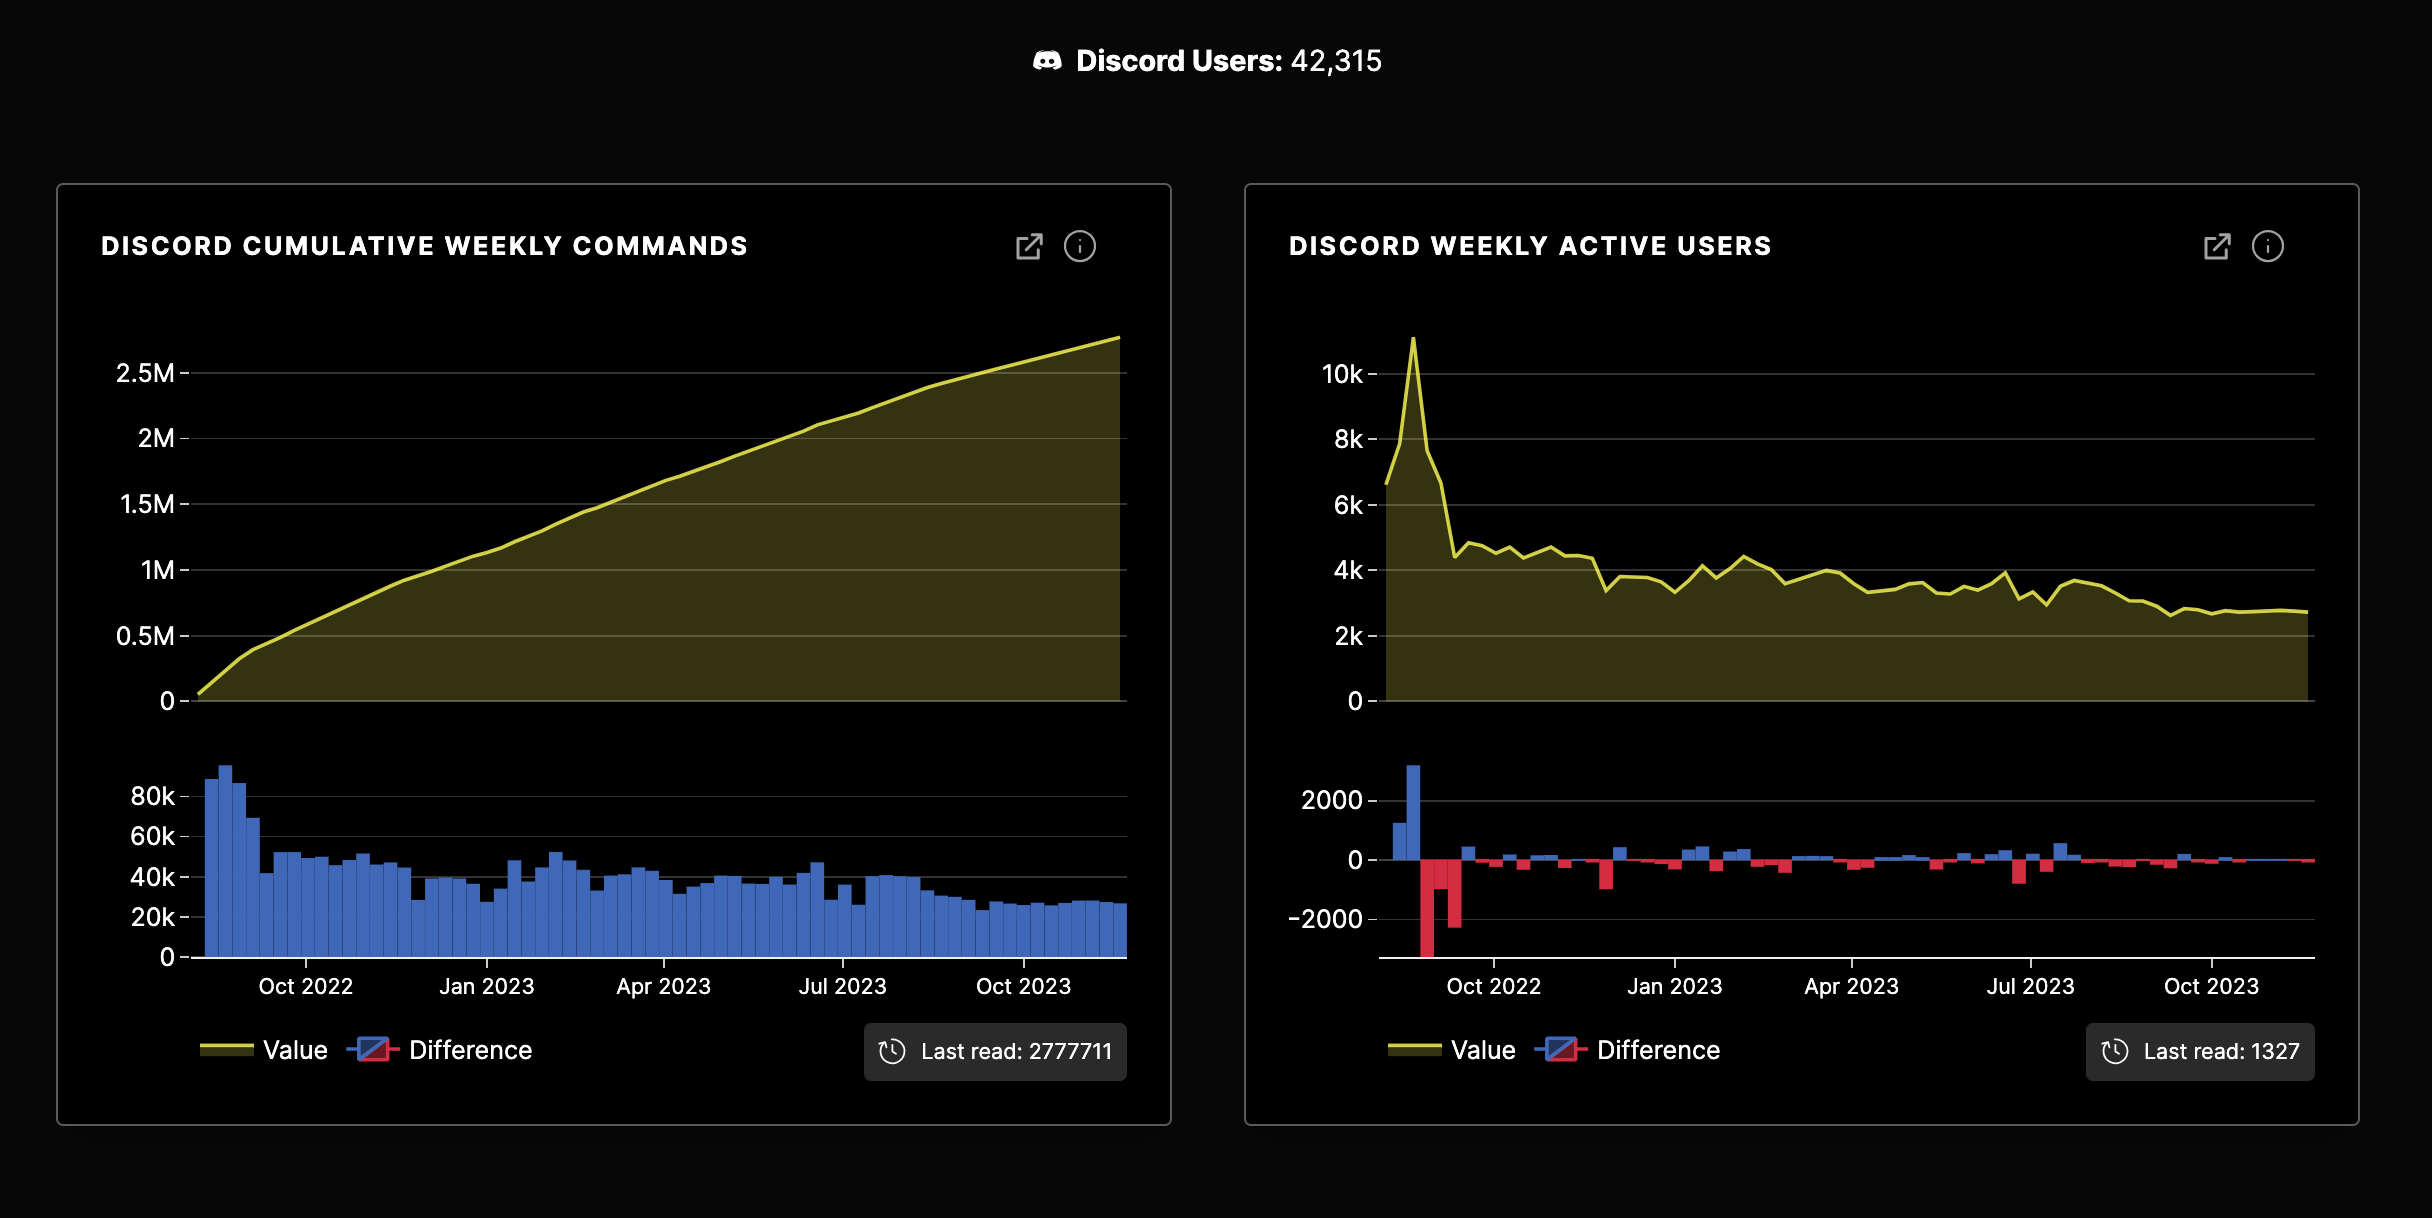 Discord Users: 42,315
DISCORD CUMULATIVE WEEKLY COMMANDS
2.5M
2M
1.5M
1M
0.5M
0
80k
60k
40k
20k
0
Oct 2022 Jan 2023 Apr 2023 Jul 2023 Oct 2023
Value Difference
Last read: 2777711
DISCORD WEEKLY ACTIVE USERS
10k
8k
6k
4k
2k
0
2000
0
−2000
Oct 2022 Jan 2023 Apr 2023 Jul 2023 Oct 2023
Value Difference
Last read: 1327